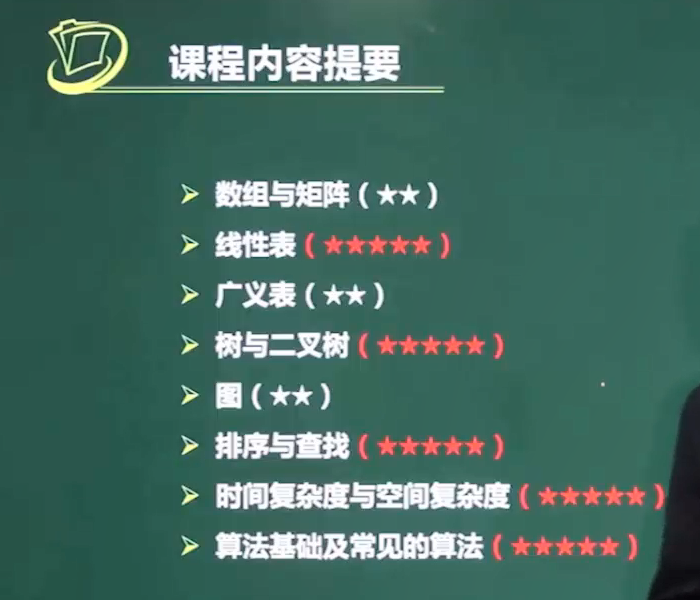 课程内容提要
数组与矩阵（★★）
线性表（★★★★★）
广义表（★★）
树与二叉树（★★★★★）
图（★★）
排序与查找（★★★★★）
时间复杂度与空间复杂度（★★★★★）
算法基础及常见的算法（★★★★★）